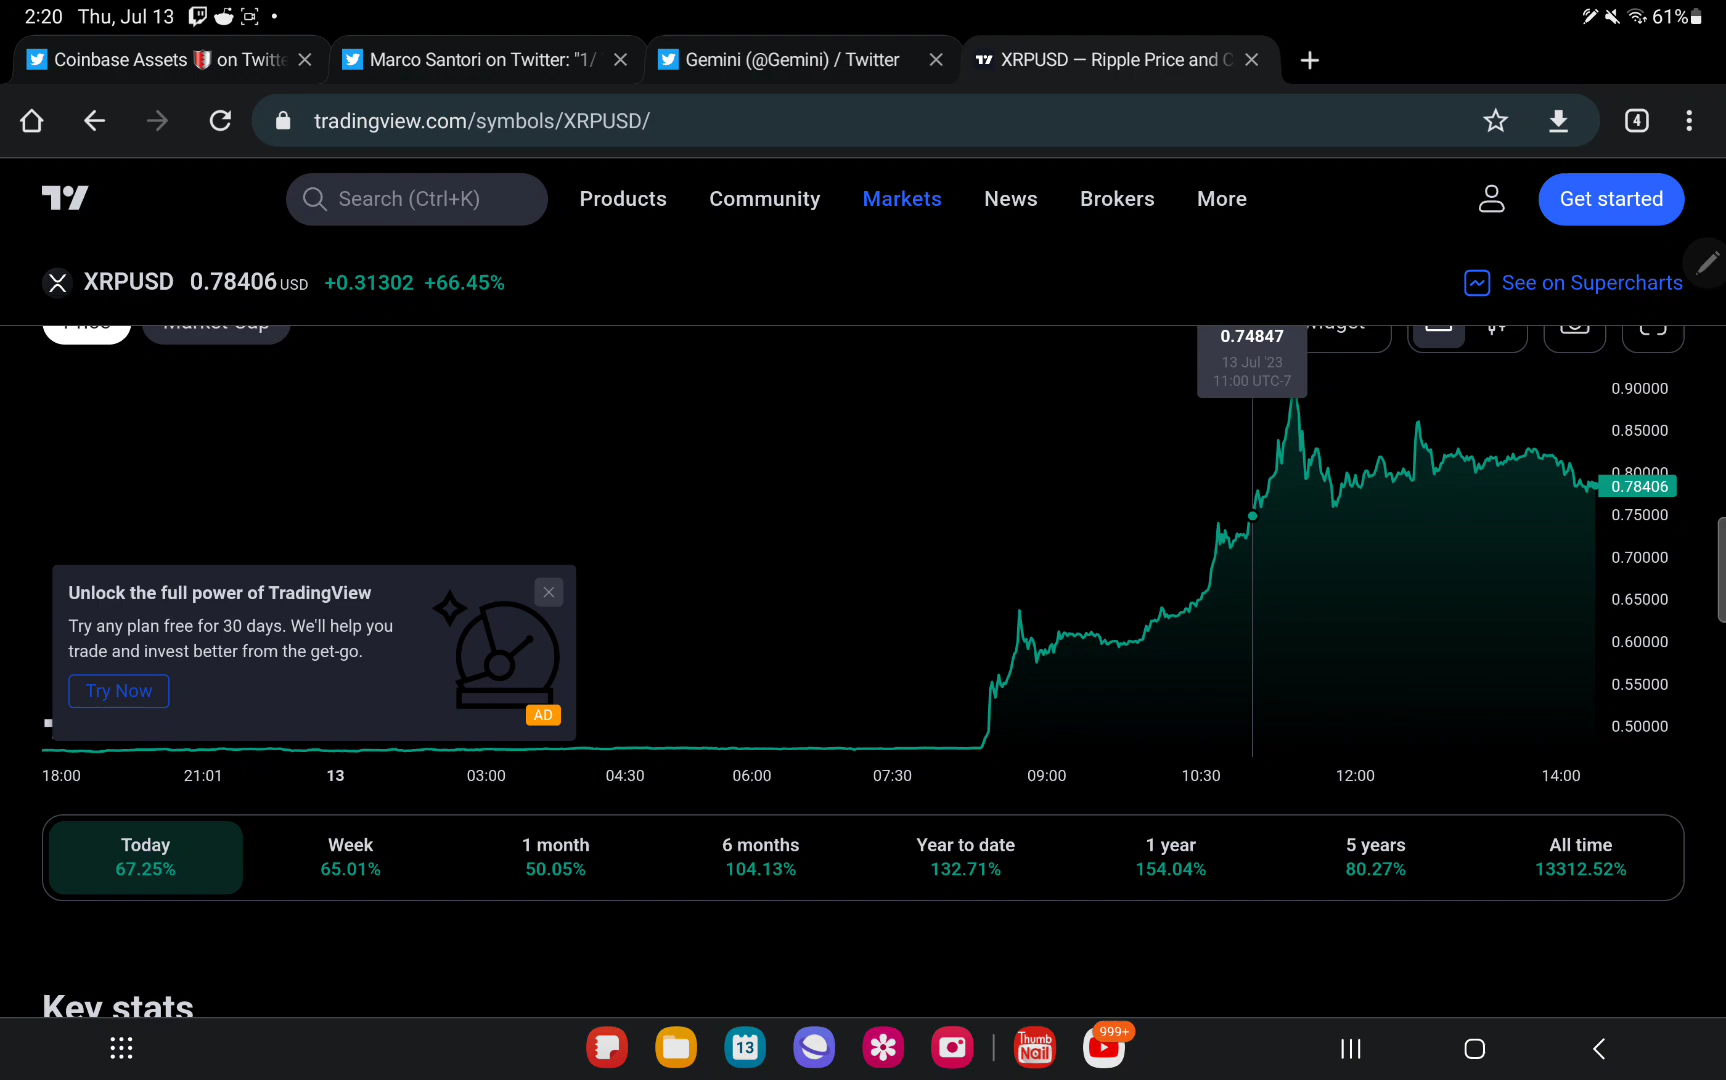 2:20 Thu, Jul 13
61%
Coinbase Assets 🛡 on Twitte
Marco Santori on Twitter: "1/
Gemini (@Gemini) / Twitter
XRPUSD — Ripple Price and C
tradingview.com/symbols/XRPUSD/
4
Search (Ctrl+K)
Products
Community
Markets
News
Brokers
More
Get started
XRPUSD 0.78406 USD +0.31302 +66.45%
See on Supercharts
Price
Market Cap
0.74847
13 Jul '23
11:00 UTC-7
0.90000
0.85000
0.80000
0.78406
0.75000
0.70000
0.65000
0.60000
0.55000
0.50000
Unlock the full power of TradingView
Try any plan free for 30 days. We'll help you
trade and invest better from the get-go.
Try Now
AD
18:00 21:01 13 03:00 04:30 06:00 07:30 09:00 10:30 12:00 14:00
Today Week 1 month 6 months Year to date 1 year 5 years All time
67.25% 65.01% 50.05% 104.13% 132.71% 154.04% 80.27% 13312.52%
Key stats
13
Thumb
Nail
999+